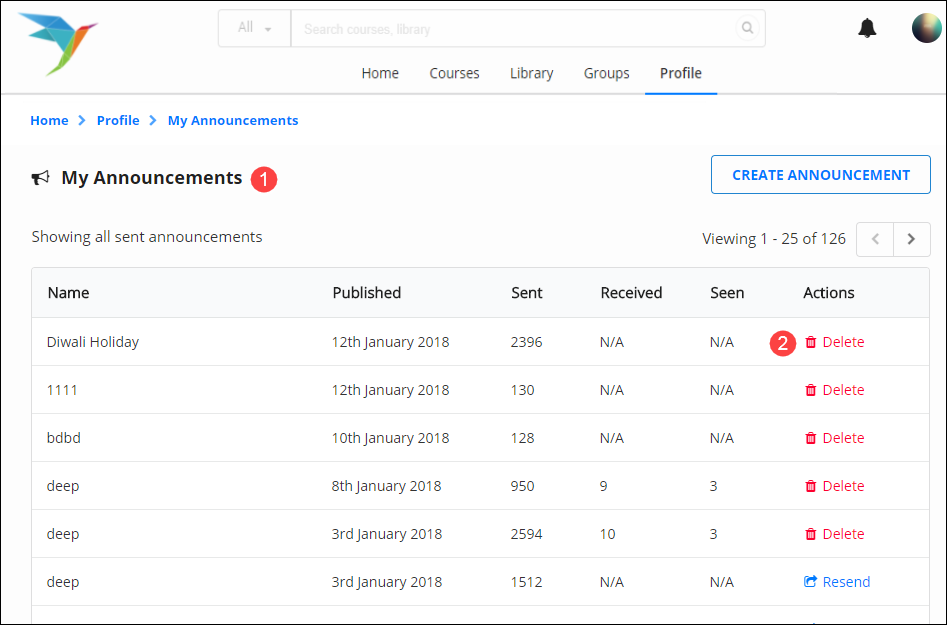 All
Search courses, library
Home Courses Library Groups Profile
Home > Profile > My Announcements
My Announcements 1
CREATE ANNOUNCEMENT
Showing all sent announcements
Viewing 1 - 25 of 126 < >
Name Published Sent Received Seen Actions
Diwali Holiday 12th January 2018 2396 N/A N/A 2 Delete
1111 12th January 2018 130 N/A N/A Delete
bdbd 10th January 2018 128 N/A N/A Delete
deep 8th January 2018 950 9 3 Delete
deep 3rd January 2018 2594 10 3 Delete
deep 3rd January 2018 1512 N/A N/A Resend